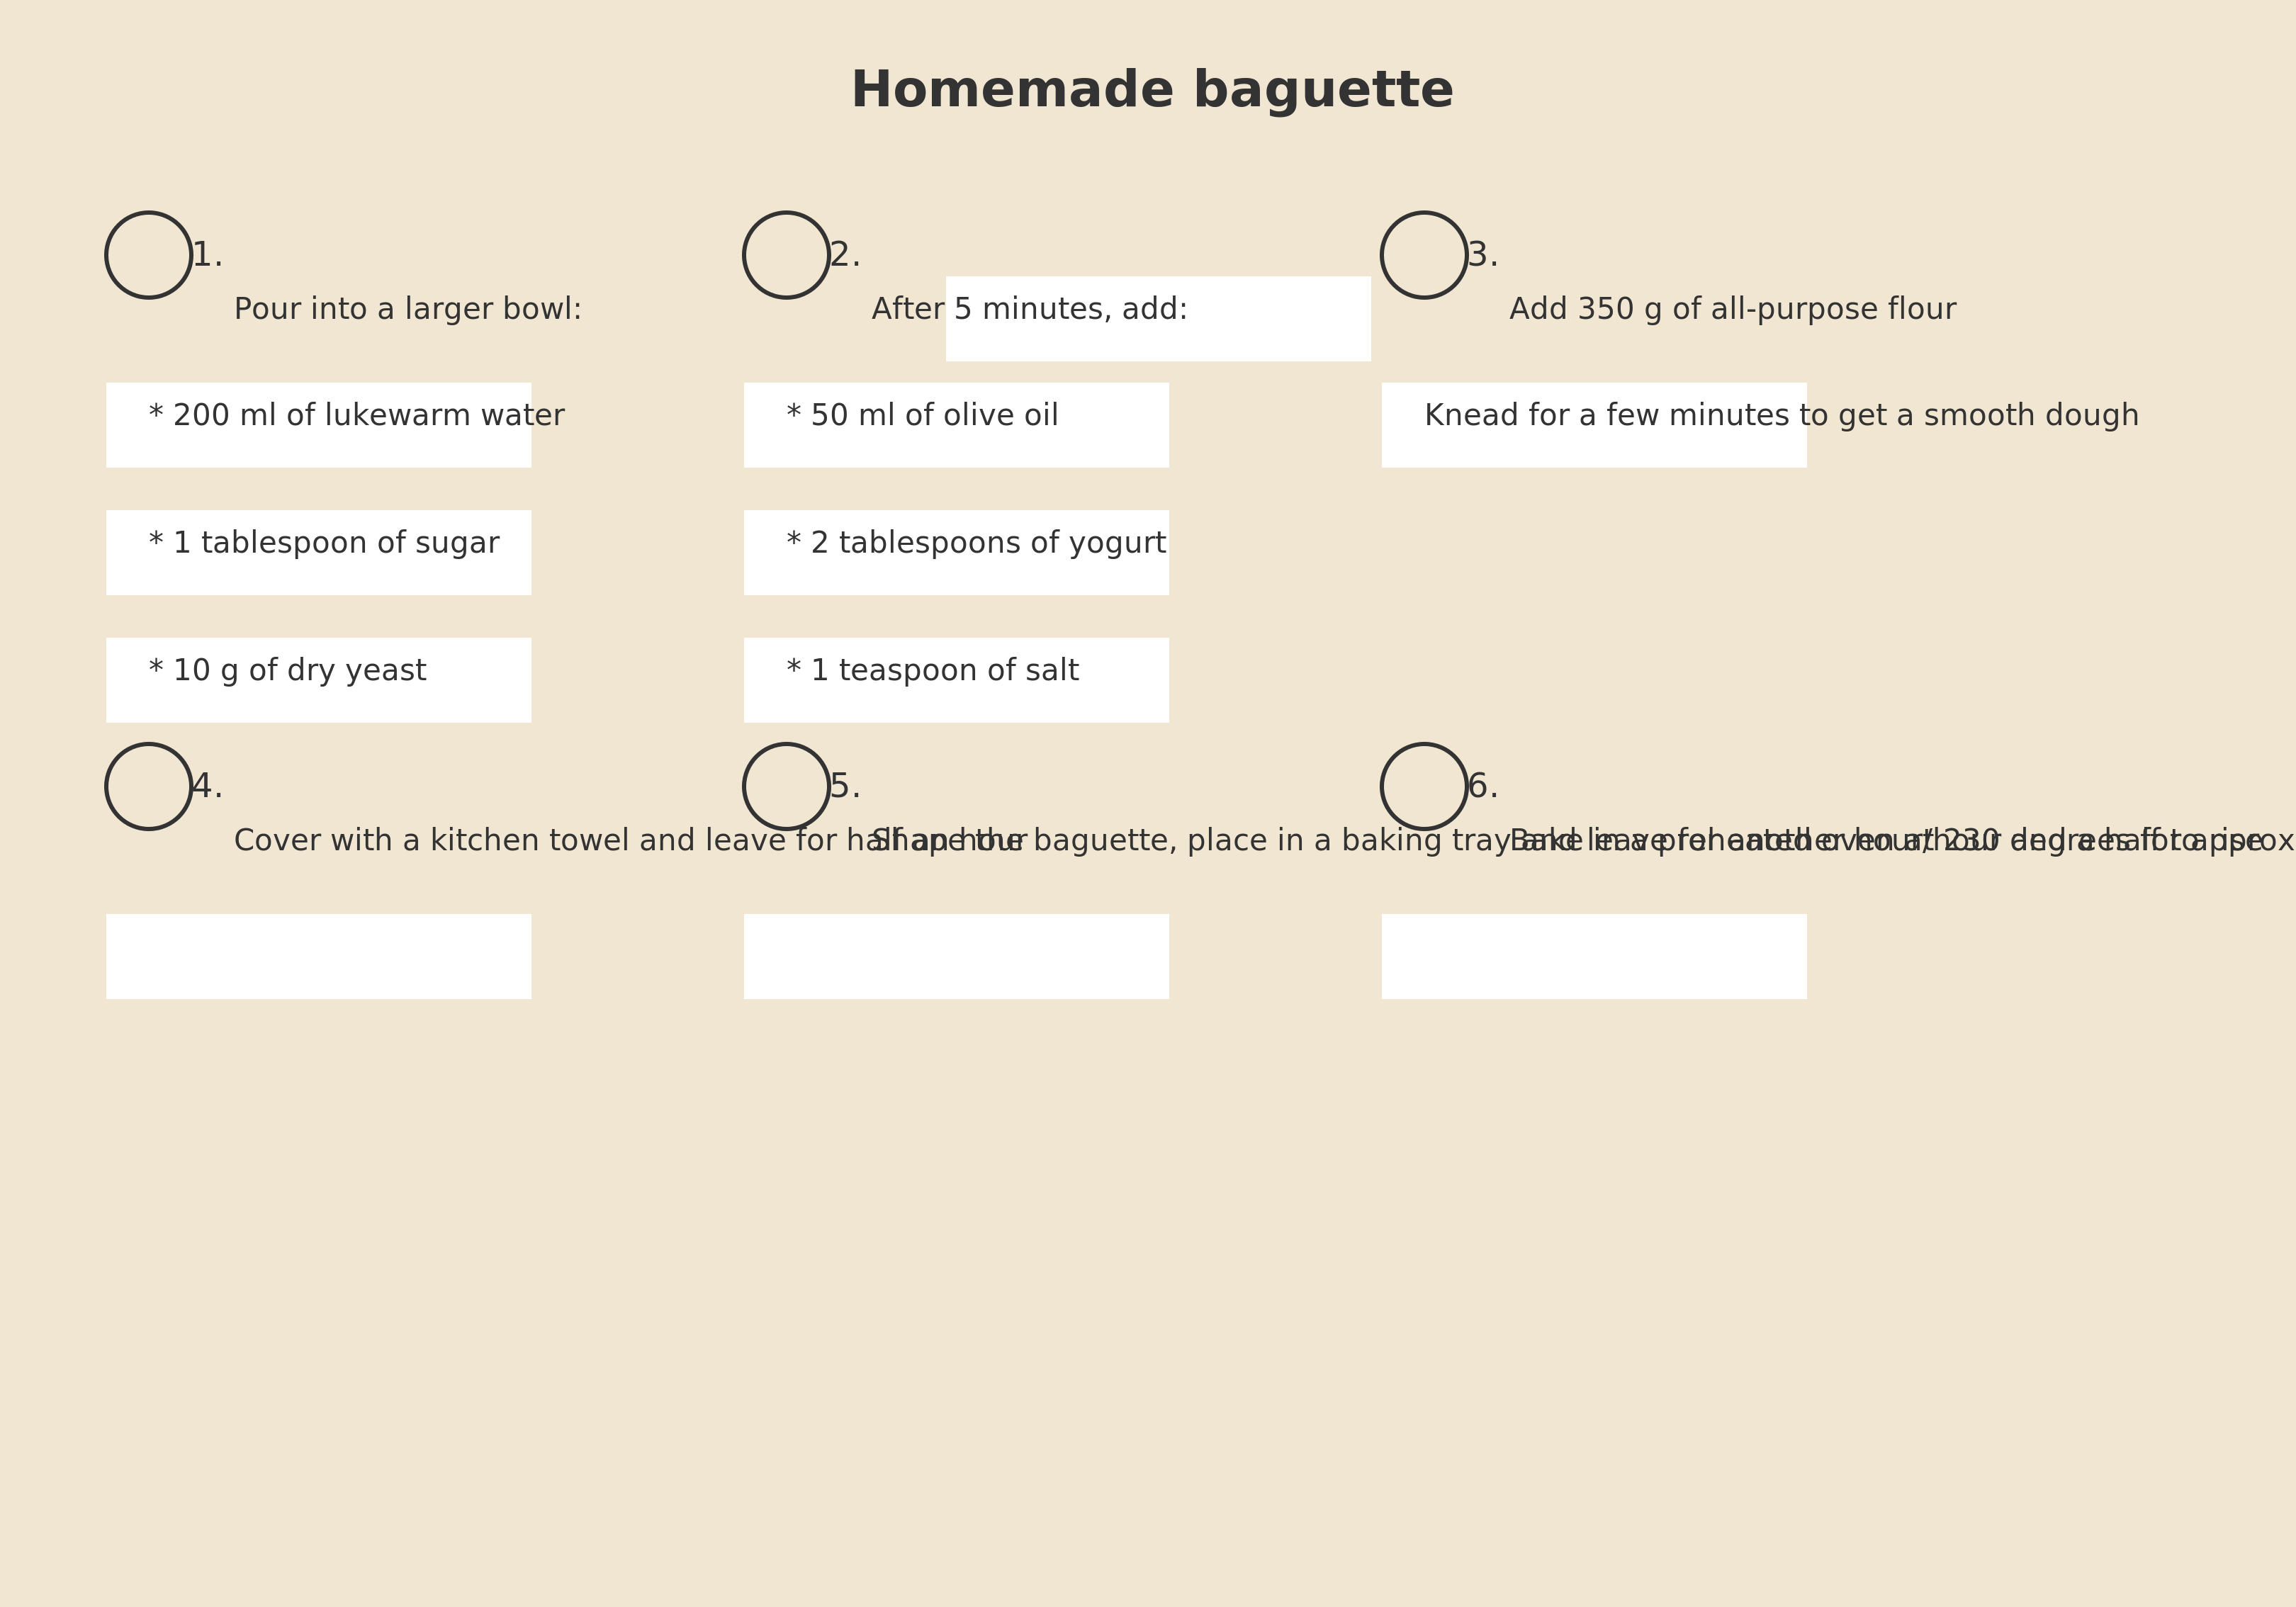 Homemade baguette
1.
Pour into a larger bowl:
* 200 ml of lukewarm water
* 1 tablespoon of sugar
* 10 g of dry yeast
2.
After 5 minutes, add:
* 50 ml of olive oil
* 2 tablespoons of yogurt
* 1 teaspoon of salt
3.
Add 350 g of all-purpose flour
Knead for a few minutes to get a smooth dough
4.
Cover with a kitchen towel and leave for half an hour
5.
Shape the baguette, place in a baking tray and leave for another hour/hour and a half to rise
6.
Bake in a preheated oven at 230 degrees for approx